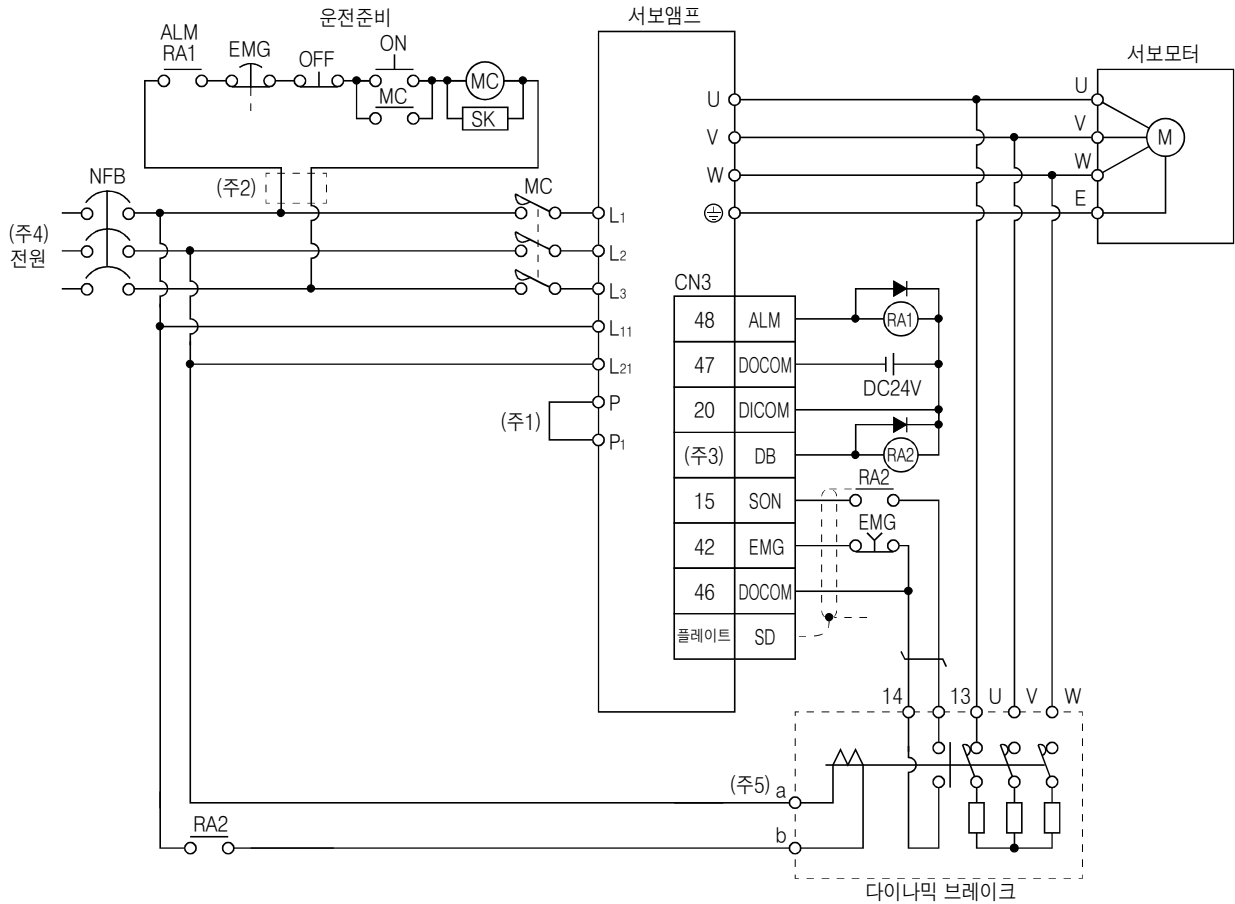 운전준비
서보앰프
ALM
RA1
EMG
OFF
ON
MC
MC
SK
서보모터
U
V
W
U
V
W
E
M
NFB
(주2)
MC
(주4)
전원
L1
L2
L3
L11
L21
(주1)
P
P1
CN3
48 ALM
47 DOCOM
20 DICOM
(주3) DB
15 SON
42 EMG
46 DOCOM
플레이트 SD
RA1
DC24V
RA2
RA2
EMG
14 13 U V W
(주5) a
b
RA2
다이나믹 브레이크